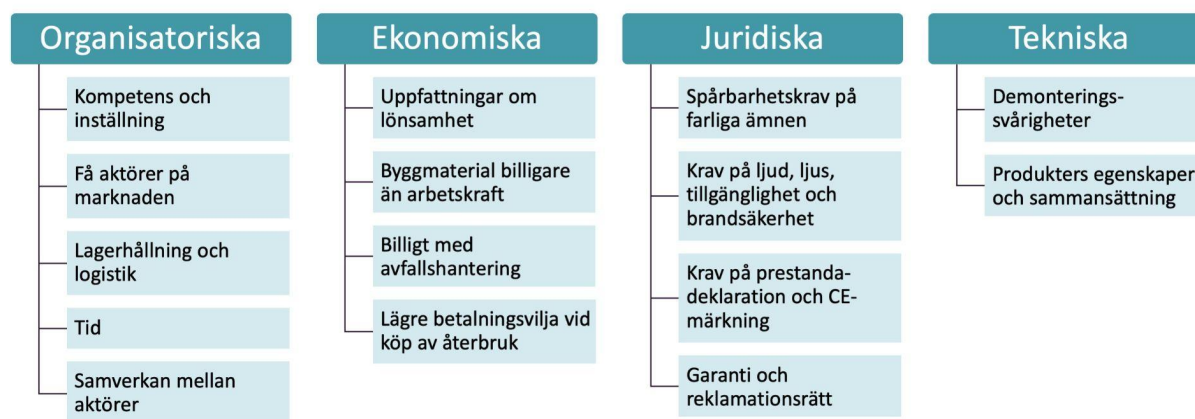 Organisatoriska
Kompetens och
inställning
Få aktörer på
marknaden
Lagerhållning och
logistik
Tid
Samverkan mellan
aktörer
Ekonomiska
Uppfattningar om
lönsamhet
Byggmaterial billigare
än arbetskraft
Billigt med
avfallshantering
Lägre betalningsvilja vid
köp av återbruk
Juridiska
Spårbarhetskrav på
farliga ämnen
Krav på ljud, ljus,
tillgänglighet och
brandsäkerhet
Krav på prestanda-
deklaration och CE-
märkning
Garanti och
reklamationsrätt
Tekniska
Demonterings-
svårigheter
Produkters egenskaper
och sammansättning